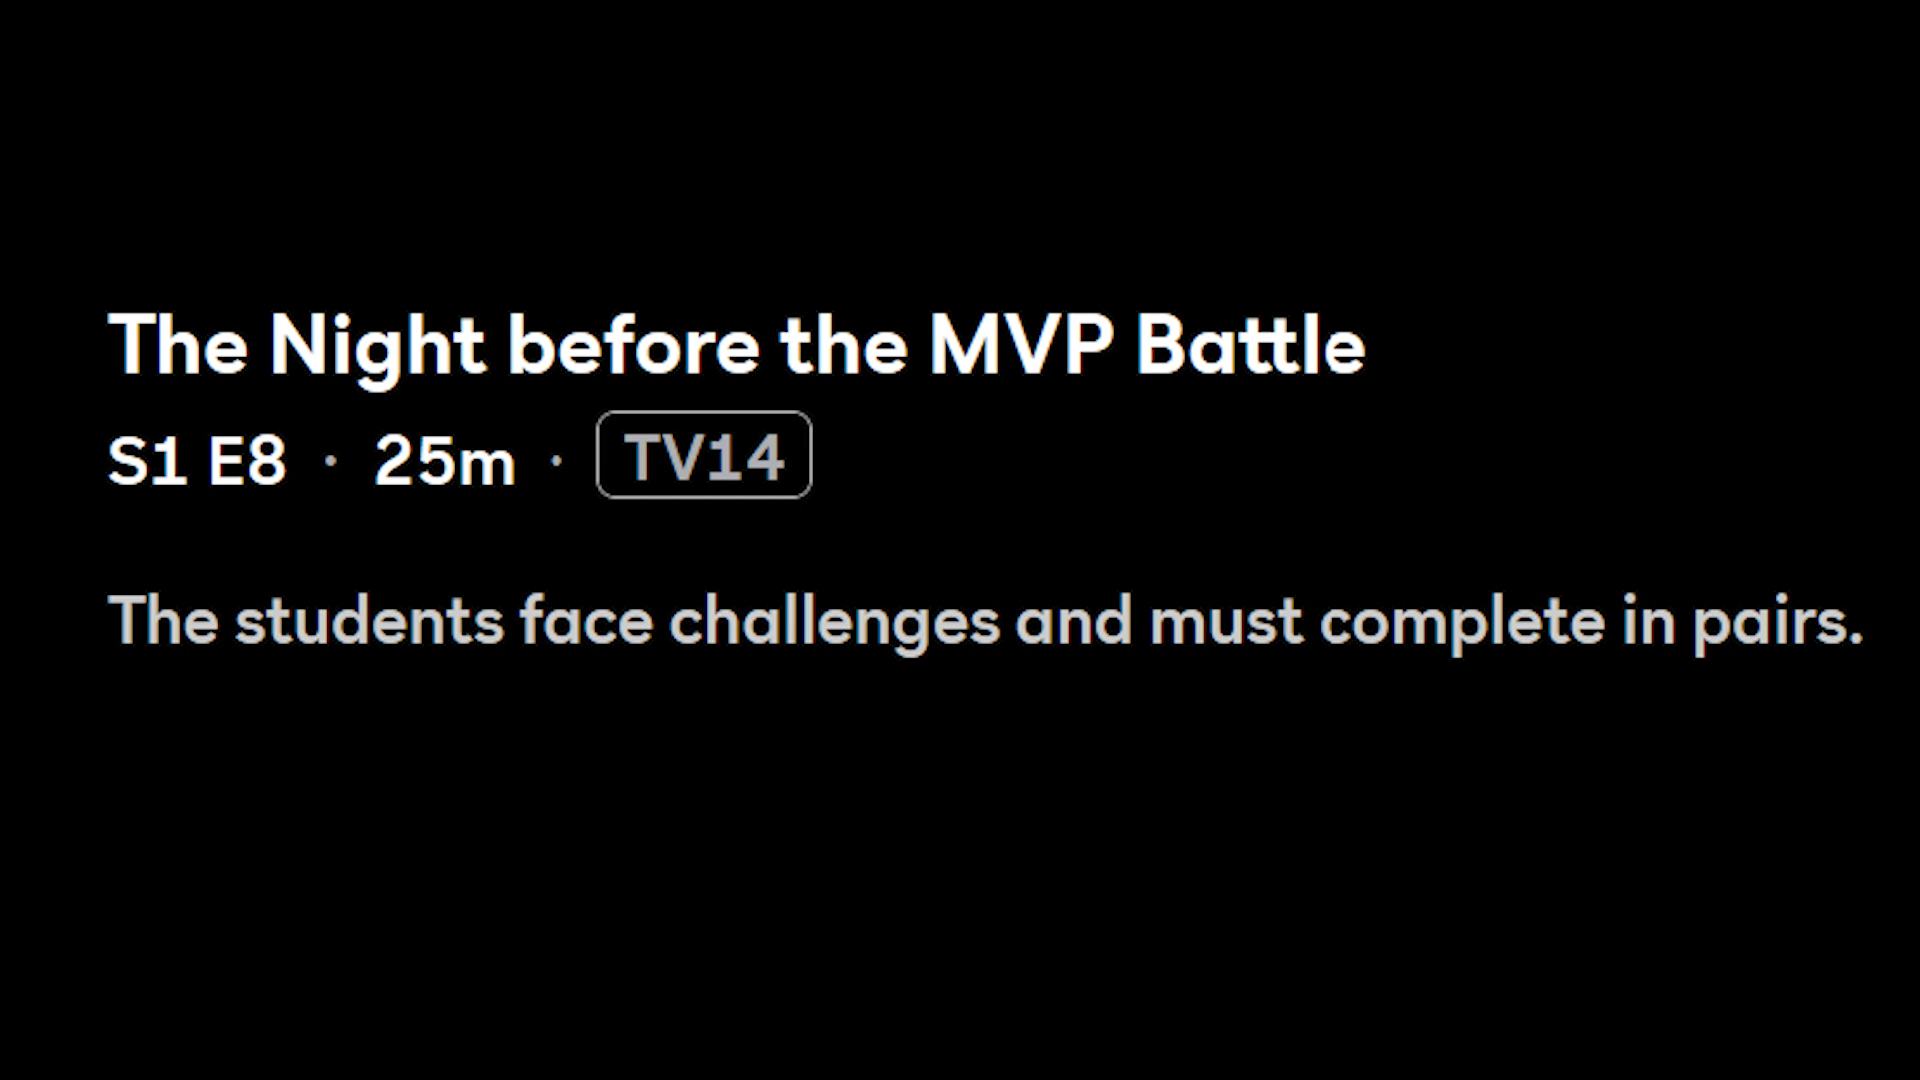 The Night before the MVP Battle
S1 E8 · 25m · TV14
The students face challenges and must complete in pairs.